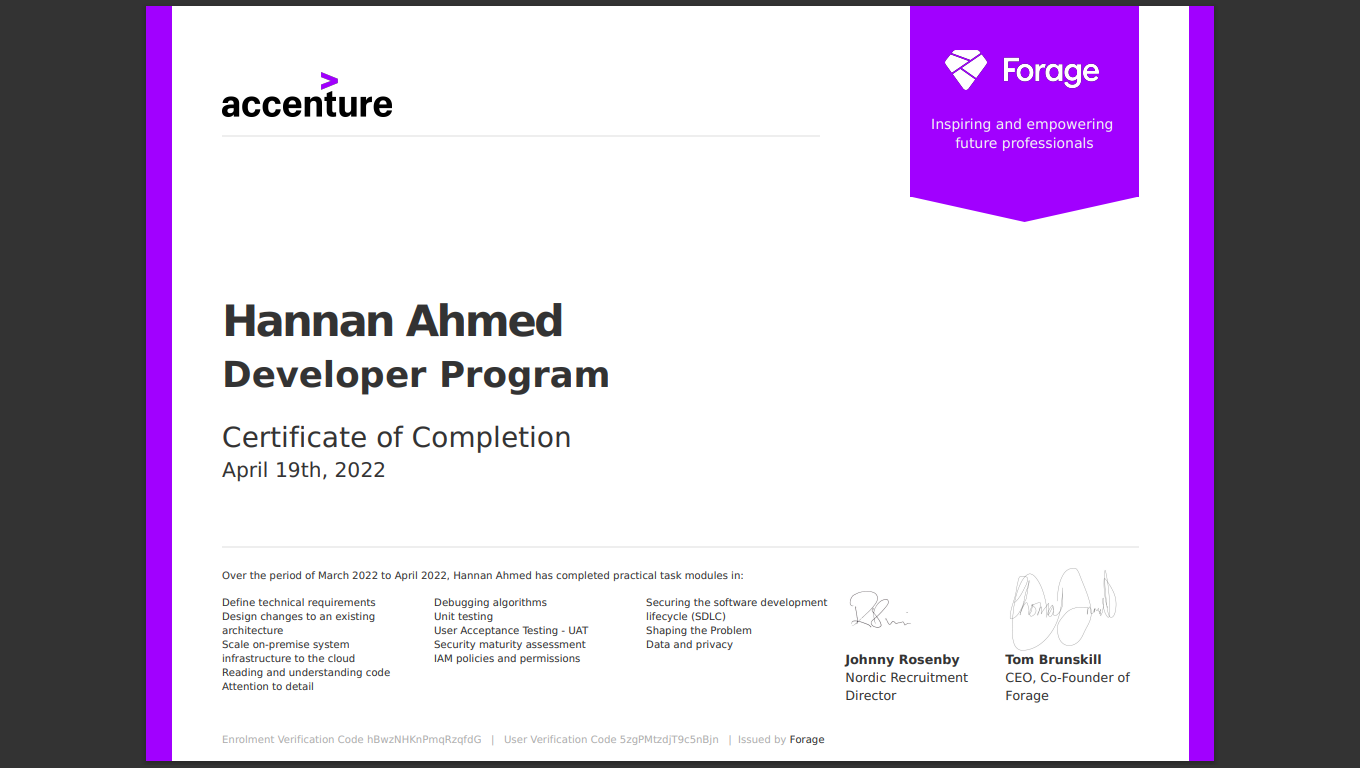 accenture
Forage
Inspiring and empowering
future professionals
Hannan Ahmed
Developer Program
Certificate of Completion
April 19th, 2022
Over the period of March 2022 to April 2022, Hannan Ahmed has completed practical task modules in:
Define technical requirements
Design changes to an existing
architecture
Scale on-premise system
infrastructure to the cloud
Reading and understanding code
Attention to detail
Debugging algorithms
Unit testing
User Acceptance Testing - UAT
Security maturity assessment
IAM policies and permissions
Securing the software development
lifecycle (SDLC)
Shaping the Problem
Data and privacy
Johnny Rosenby
Nordic Recruitment
Director
Tom Brunskill
CEO, Co-Founder of
Forage
Enrolment Verification Code hBwzNHKnPmqRzqfdG | User Verification Code 5zgPMtzdjT9c5nBjn | Issued by Forage